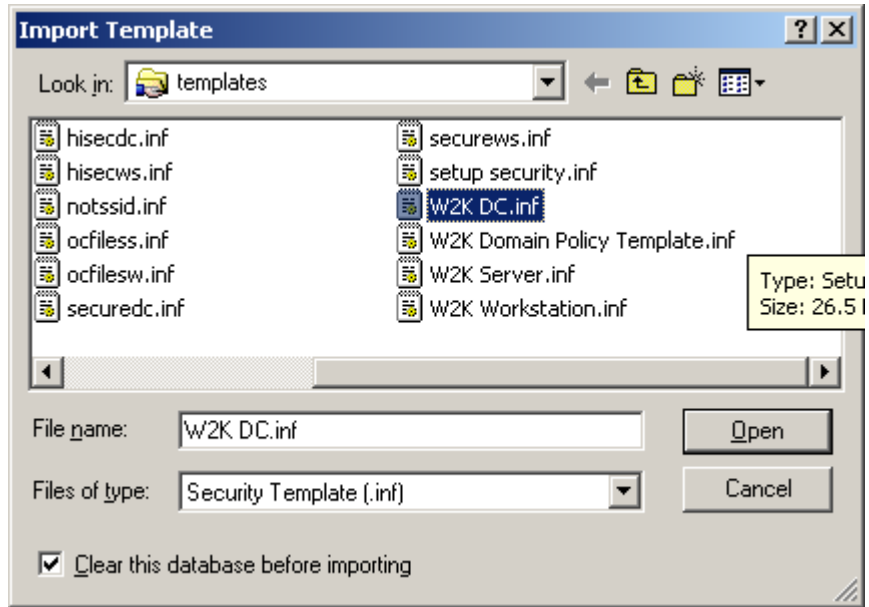 Import Template
Look in: templates
hisecdc.inf
hisecws.inf
notssid.inf
ocfiless.inf
ocfilesw.inf
securedc.inf
securews.inf
setup security.inf
W2K DC.inf
W2K Domain Policy Template.inf
W2K Server.inf
W2K Workstation.inf
Type: Setu
Size: 26.5
File name: W2K DC.inf
Open
Files of type: Security Template (.inf)
Cancel
Clear this database before importing